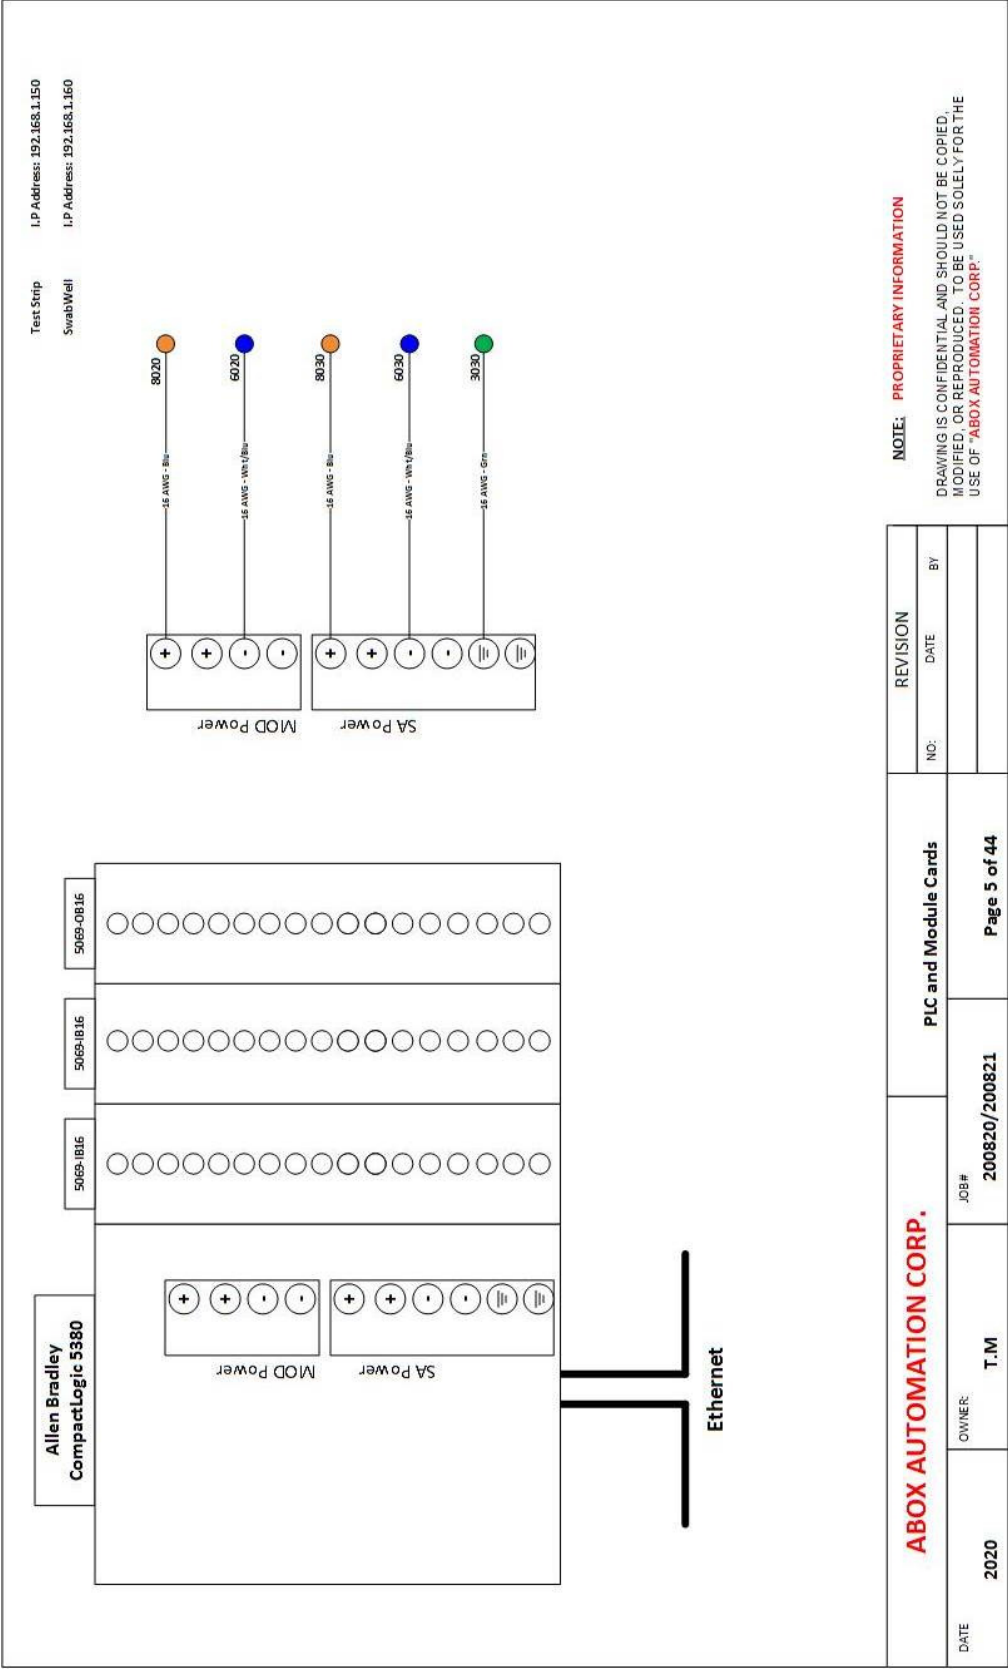 Test Strip I.P Address: 192.168.1.150
SwabWell I.P Address: 192.168.1.160
Allen Bradley
CompactLogic 5380
5069-IB16
5069-IB16
5069-OB16
MOD Power
+
+
-
-
SA Power
+
+
-
-
Ethernet
MOD Power
+
+
-
-
SA Power
+
+
-
-
16 AWG - Blu
8020
16 AWG - Wht/Blu
6020
16 AWG - Blu
8030
16 AWG - Wht/Blu
6030
16 AWG - Grn
3030
ABOX AUTOMATION CORP.
PLC and Module Cards
DATE
2020
OWNER:
T.M
JOB#
200820/200821
Page 5 of 44
REVISION
NO: DATE BY
NOTE: PROPRIETARY INFORMATION
DRAWING IS CONFIDENTIAL AND SHOULD NOT BE COPIED,
MODIFIED, OR REPRODUCED. TO BE USED SOLELY FOR THE
USE OF "ABOX AUTOMATION CORP."